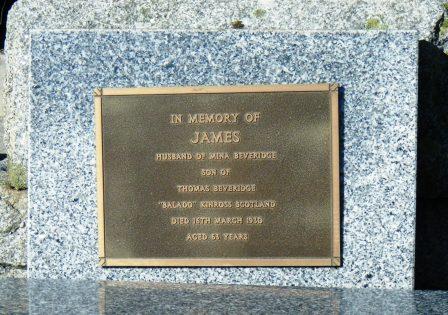 IN MEMORY OF
JAMES
HUSBAND OF MINA BEVERIDGE
SON OF
THOMAS BEVERIDGE
"BALADO" KINROSS SCOTLAND
DIED 15TH MARCH 1930
AGED 63 YEARS